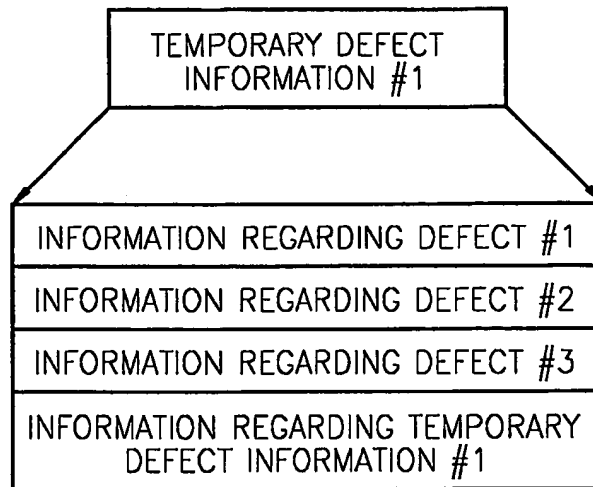 TEMPORARY DEFECT
INFORMATION #1
INFORMATION REGARDING DEFECT #1
INFORMATION REGARDING DEFECT #2
INFORMATION REGARDING DEFECT #3
INFORMATION REGARDING TEMPORARY
DEFECT INFORMATION #1